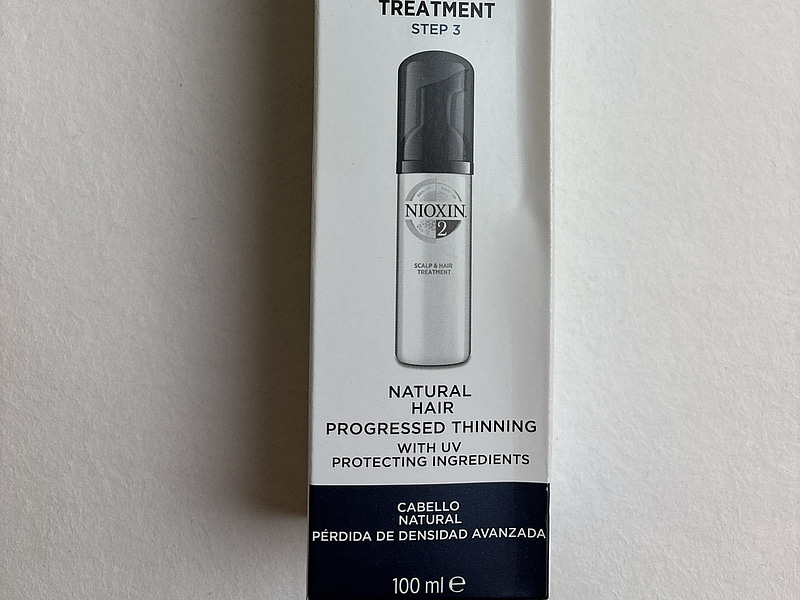 TREATMENT
STEP 3
NIOXIN
2
SCALP & HAIR
TREATMENT
NATURAL
HAIR
PROGRESSED THINNING
WITH UV
PROTECTING INGREDIENTS
CABELLO
NATURAL
PÉRDIDA DE DENSIDAD AVANZADA
100 ml ℮